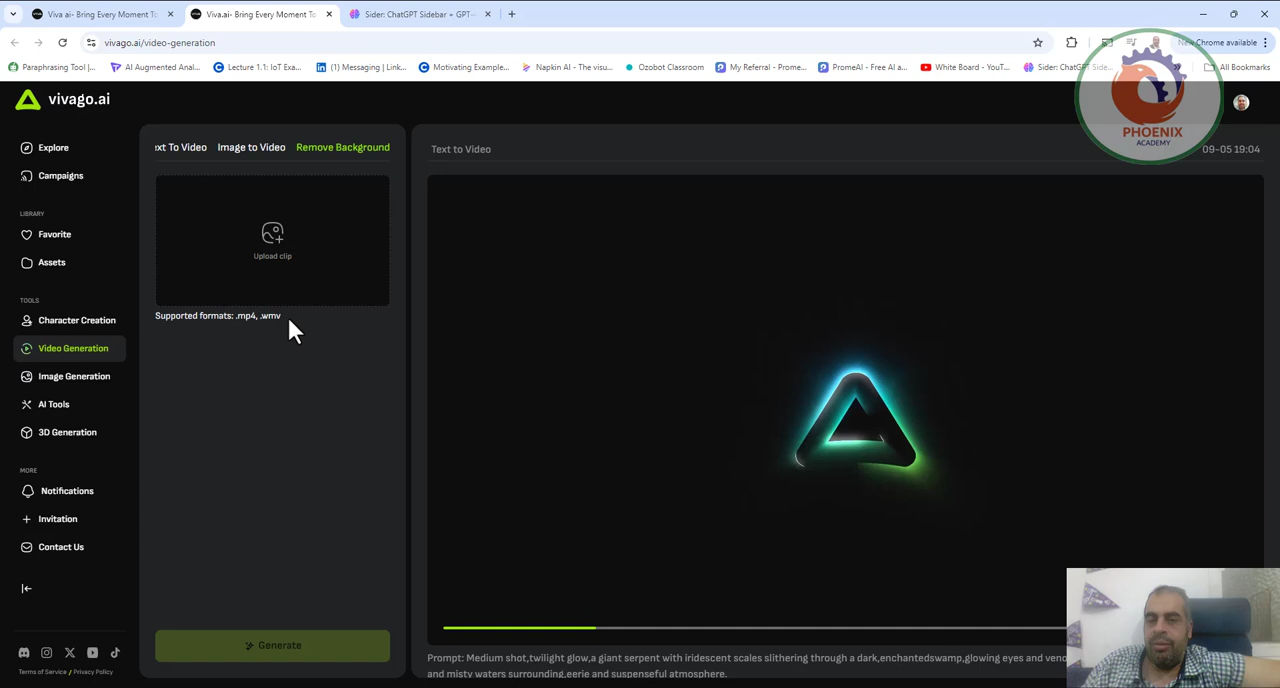 Viva ai- Bring Every Moment To
Viva.ai- Bring Every Moment To
Sider: ChatGPT Sidebar + GPT-
vivago.ai/video-generation
New Chrome available
Paraphrasing Tool |...
AI Augmented Anal...
Lecture 1.1: IoT Exa...
(1) Messaging | Link...
Motivating Example...
Napkin AI - The visu...
Ozobot Classroom
My Referral - Prome...
PromeAI - Free AI a...
White Board - YouT...
Sider: ChatGPT Side...
All Bookmarks
vivago.ai
PHOENIX
ACADEMY
Explore
Campaigns
LIBRARY
Favorite
Assets
TOOLS
Character Creation
Video Generation
Image Generation
AI Tools
3D Generation
MORE
Notifications
Invitation
Contact Us
Terms of Service / Privacy Policy
ext To Video
Image to Video
Remove Background
Upload clip
Supported formats: .mp4, .wmv
Generate
Text to Video
09-05 19:04
Prompt: Medium shot,twilight glow,a giant serpent with iridescent scales slithering through a dark,enchantedswamp,glowing eyes and veno
and misty waters surrounding,eerie and suspenseful atmosphere.